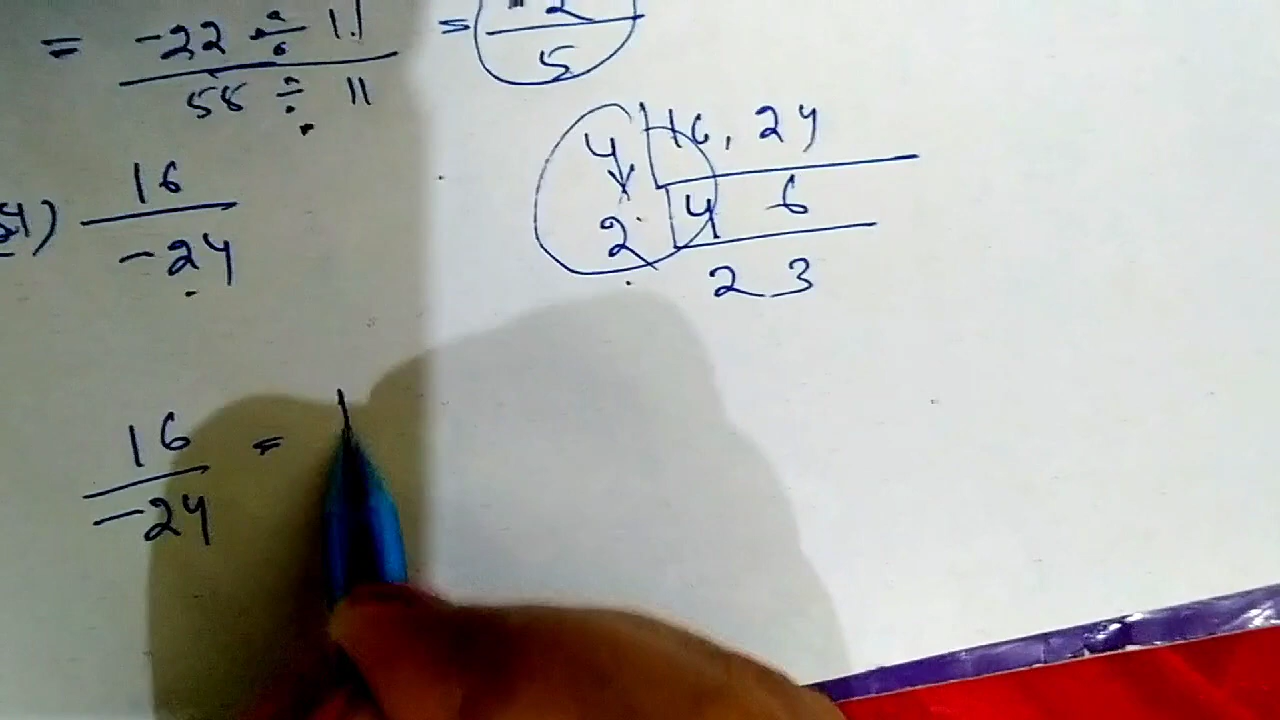 = -22 ÷ 11 / 55 ÷ 11 = -2 / 5
4 | 16, 24
2 | 4 6
2 3
4) 16 / -24
16 / -24 =